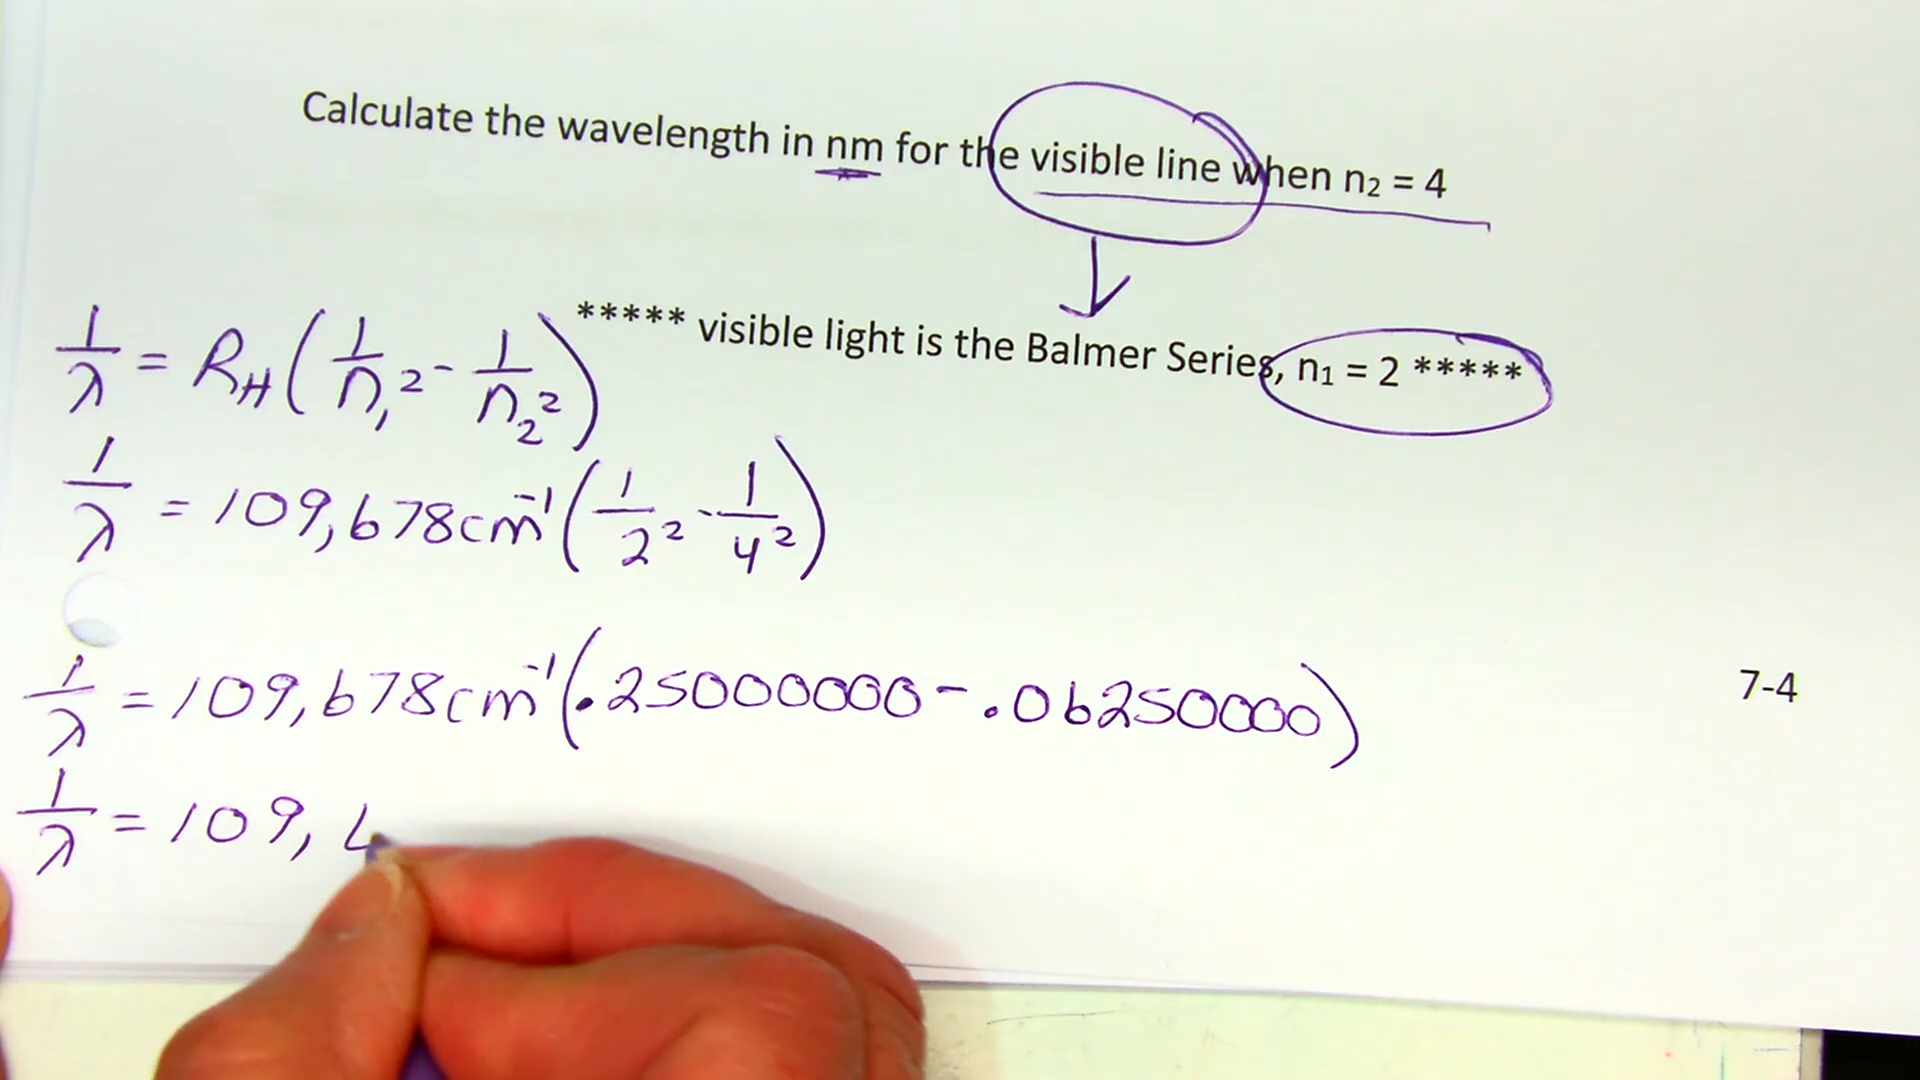 Calculate the wavelength in nm for the visible line when n₂ = 4
***** visible light is the Balmer Series, n₁ = 2 *****
1/λ = R_H(1/n₁² - 1/n₂²)
1/λ = 109,678cm⁻¹(1/2² - 1/4²)
1/λ = 109,678cm⁻¹(.25000000 - .06250000)
7-4
1/λ = 109,